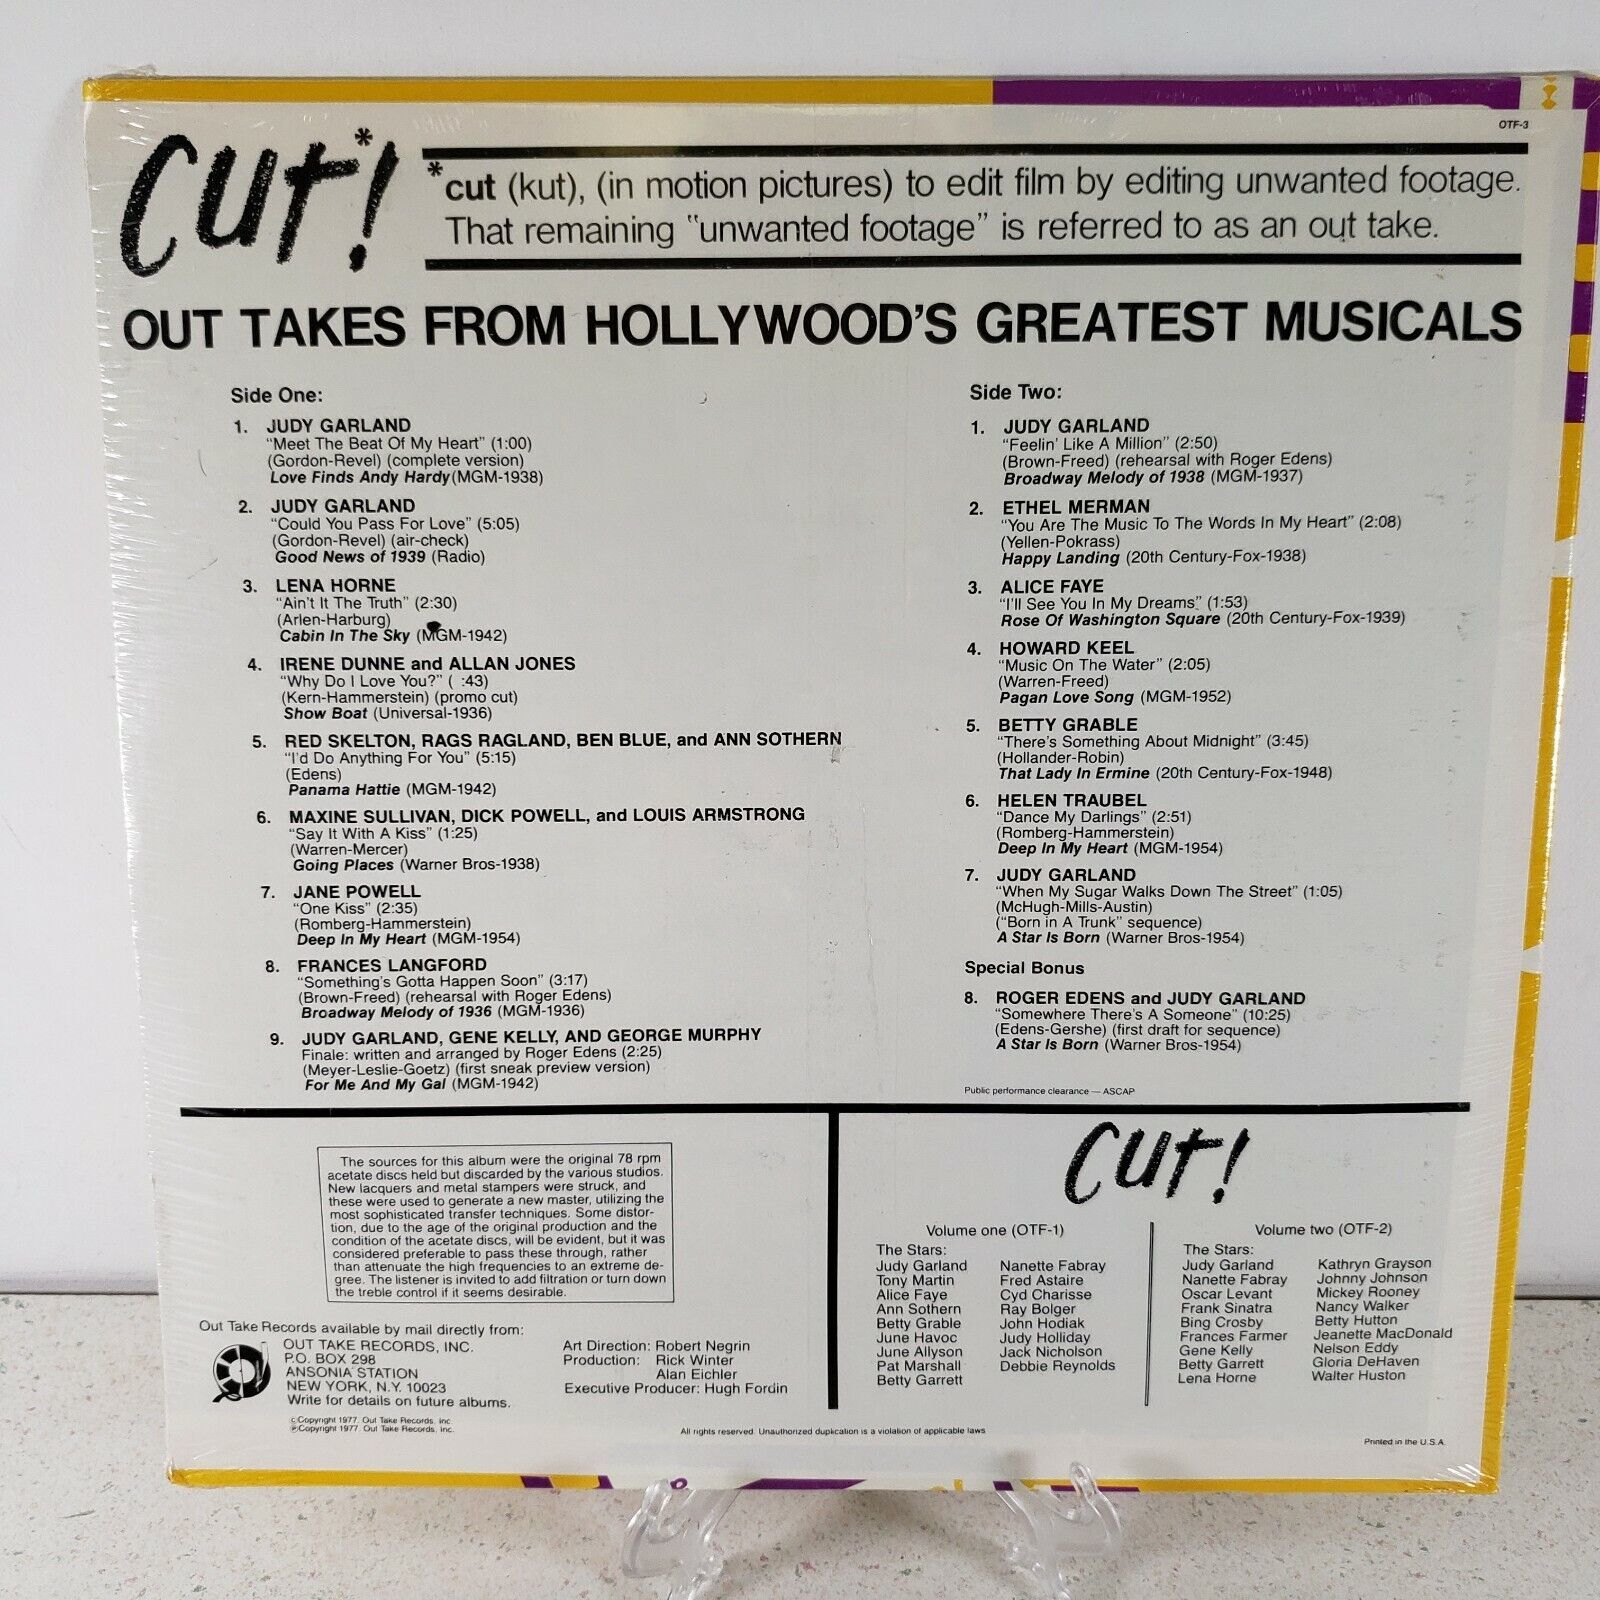 OTF-3
cut*!
*cut (kut), (in motion pictures) to edit film by editing unwanted footage.
That remaining "unwanted footage" is referred to as an out take.
OUT TAKES FROM HOLLYWOOD'S GREATEST MUSICALS
Side One:
1. JUDY GARLAND
"Meet The Beat Of My Heart" (1:00)
(Gordon-Revel) (complete version)
Love Finds Andy Hardy(MGM-1938)
2. JUDY GARLAND
"Could You Pass For Love" (5:05)
(Gordon-Revel) (air-check)
Good News of 1939 (Radio)
3. LENA HORNE
"Ain't It The Truth" (2:30)
(Arlen-Harburg)
Cabin In The Sky (MGM-1942)
4. IRENE DUNNE and ALLAN JONES
"Why Do I Love You?" ( :43)
(Kern-Hammerstein) (promo cut)
Show Boat (Universal-1936)
5. RED SKELTON, RAGS RAGLAND, BEN BLUE, and ANN SOTHERN
"I'd Do Anything For You" (5:15)
(Edens)
Panama Hattie (MGM-1942)
6. MAXINE SULLIVAN, DICK POWELL, and LOUIS ARMSTRONG
"Say It With A Kiss" (1:25)
(Warren-Mercer)
Going Places (Warner Bros-1938)
7. JANE POWELL
"One Kiss" (2:35)
(Romberg-Hammerstein)
Deep In My Heart (MGM-1954)
8. FRANCES LANGFORD
"Something's Gotta Happen Soon" (3:17)
(Brown-Freed) (rehearsal with Roger Edens)
Broadway Melody of 1936 (MGM-1936)
9. JUDY GARLAND, GENE KELLY, AND GEORGE MURPHY
Finale: written and arranged by Roger Edens (2:25)
(Meyer-Leslie-Goetz) (first sneak preview version)
For Me And My Gal (MGM-1942)
Side Two:
1. JUDY GARLAND
"Feelin' Like A Million" (2:50)
(Brown-Freed) (rehearsal with Roger Edens)
Broadway Melody of 1938 (MGM-1937)
2. ETHEL MERMAN
"You Are The Music To The Words In My Heart" (2:08)
(Yellen-Pokrass)
Happy Landing (20th Century-Fox-1938)
3. ALICE FAYE
"I'll See You In My Dreams" (1:53)
Rose Of Washington Square (20th Century-Fox-1939)
4. HOWARD KEEL
"Music On The Water" (2:05)
(Warren-Freed)
Pagan Love Song (MGM-1952)
5. BETTY GRABLE
"There's Something About Midnight" (3:45)
(Hollander-Robin)
That Lady In Ermine (20th Century-Fox-1948)
6. HELEN TRAUBEL
"Dance My Darlings" (2:51)
(Romberg-Hammerstein)
Deep In My Heart (MGM-1954)
7. JUDY GARLAND
"When My Sugar Walks Down The Street" (1:05)
(McHugh-Mills-Austin)
("Born in A Trunk" sequence)
A Star Is Born (Warner Bros-1954)
Special Bonus
8. ROGER EDENS and JUDY GARLAND
"Somewhere There's A Someone" (10:25)
(Edens-Gershe) (first draft for sequence)
A Star Is Born (Warner Bros-1954)
Public performance clearance — ASCAP
The sources for this album were the original 78 rpm
acetate discs held but discarded by the various studios.
New lacquers and metal stampers were struck, and
these were used to generate a new master, utilizing the
most sophisticated transfer techniques. Some distor-
tion, due to the age of the original production and the
condition of the acetate discs, will be evident, but it was
considered preferable to pass these through, rather
than attenuate the high frequencies to an extreme de-
gree. The listener is invited to add filtration or turn down
the treble control if it seems desirable.
Out Take Records available by mail directly from:
OUT TAKE RECORDS, INC.
P.O. BOX 298
ANSONIA STATION
NEW YORK, N.Y. 10023
Write for details on future albums.
© Copyright 1977. Out Take Records, Inc.
℗ Copyright 1977. Out Take Records, Inc.
Art Direction: Robert Negrin
Production: Rick Winter
Alan Eichler
Executive Producer: Hugh Fordin
cut!
Volume one (OTF-1)
The Stars:
Judy Garland
Tony Martin
Alice Faye
Ann Sothern
Betty Grable
June Havoc
June Allyson
Pat Marshall
Betty Garrett
Nanette Fabray
Fred Astaire
Cyd Charisse
Ray Bolger
John Hodiak
Judy Holliday
Jack Nicholson
Debbie Reynolds
Volume two (OTF-2)
The Stars:
Judy Garland
Nanette Fabray
Oscar Levant
Frank Sinatra
Bing Crosby
Frances Farmer
Gene Kelly
Betty Garrett
Lena Horne
Kathryn Grayson
Johnny Johnson
Mickey Rooney
Nancy Walker
Betty Hutton
Jeanette MacDonald
Nelson Eddy
Gloria DeHaven
Walter Huston
All rights reserved. Unauthorized duplication is a violation of applicable laws
Printed in the U.S.A.